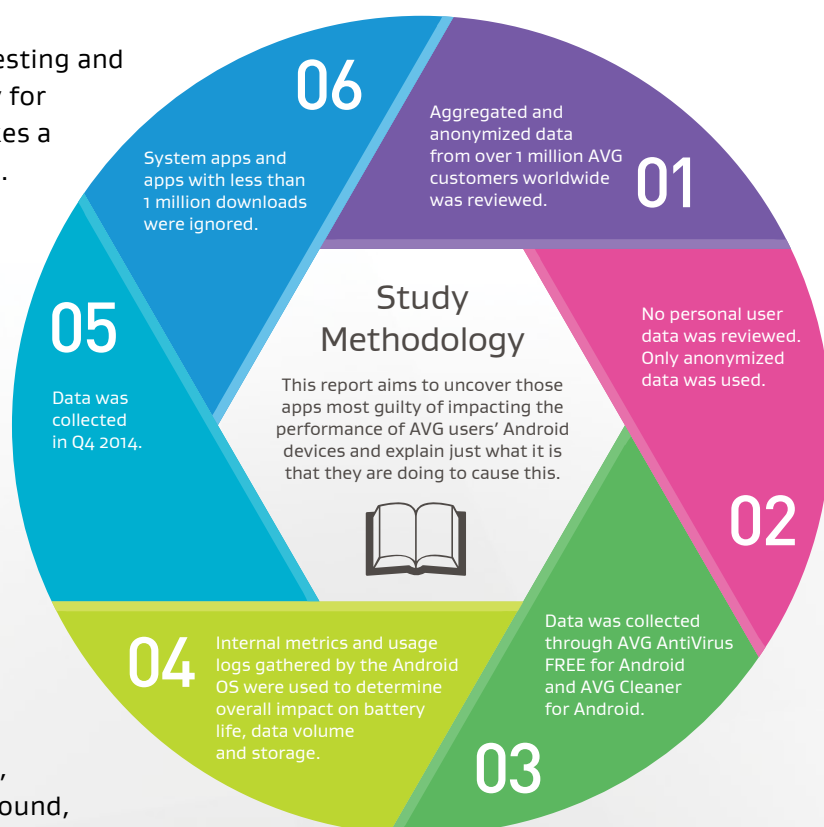 esting and
for
es a
.
06
System apps and
apps with less than
1 million downloads
were ignored.
Aggregated and
anonymized data
from over 1 million AVG
customers worldwide
was reviewed.
01
05
Data was
collected
in Q4 2014.
Study
Methodology
This report aims to uncover those
apps most guilty of impacting the
performance of AVG users' Android
devices and explain just what it is
that they are doing to cause this.
No personal user
data was reviewed.
Only anonymized
data was used.
02
04
Internal metrics and usage
logs gathered by the Android
OS were used to determine
overall impact on battery
life, data volume
and storage.
Data was collected
through AVG AntiVirus
FREE for Android
and AVG Cleaner
for Android.
03
,
ound,